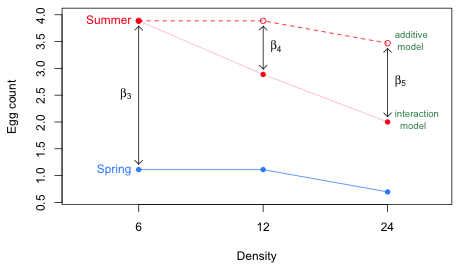 4.0
3.5
3.0
2.5
2.0
1.5
1.0
0.5
Egg count
Summer
Spring
β3
β4
β5
additive
model
interaction
model
6
12
24
Density